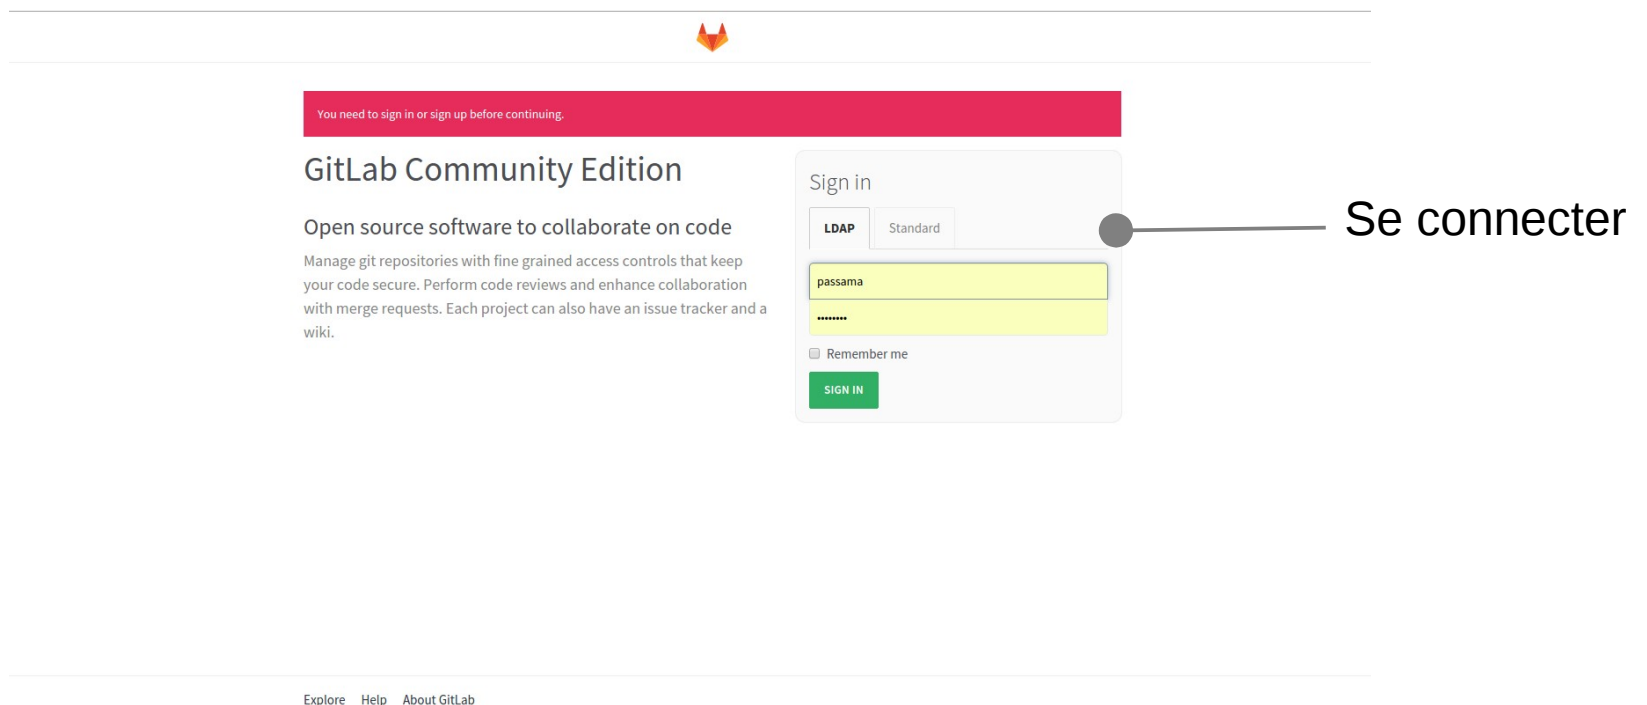 You need to sign in or sign up before continuing.
GitLab Community Edition
Open source software to collaborate on code
Manage git repositories with fine grained access controls that keep
your code secure. Perform code reviews and enhance collaboration
with merge requests. Each project can also have an issue tracker and a
wiki.
Sign in
LDAP Standard
passama
••••••••
Remember me
SIGN IN
Se connecter
Explore Help About GitLab